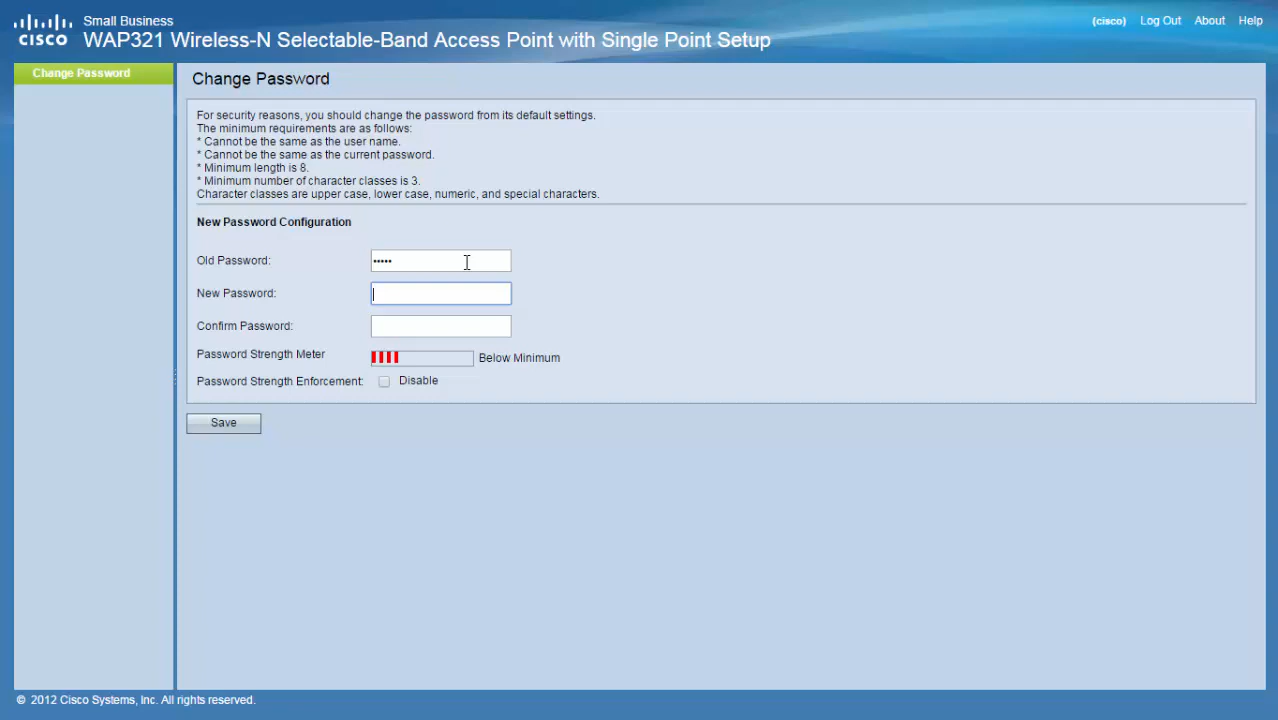 Small Business
(cisco) Log Out About Help
CISCO
WAP321 Wireless-N Selectable-Band Access Point with Single Point Setup
Change Password
Change Password
For security reasons, you should change the password from its default settings.
The minimum requirements are as follows:
* Cannot be the same as the user name.
* Cannot be the same as the current password.
* Minimum length is 8.
* Minimum number of character classes is 3.
Character classes are upper case, lower case, numeric, and special characters.
New Password Configuration
Old Password: •••••
New Password:
Confirm Password:
Password Strength Meter Below Minimum
Password Strength Enforcement: Disable
Save
© 2012 Cisco Systems, Inc. All rights reserved.